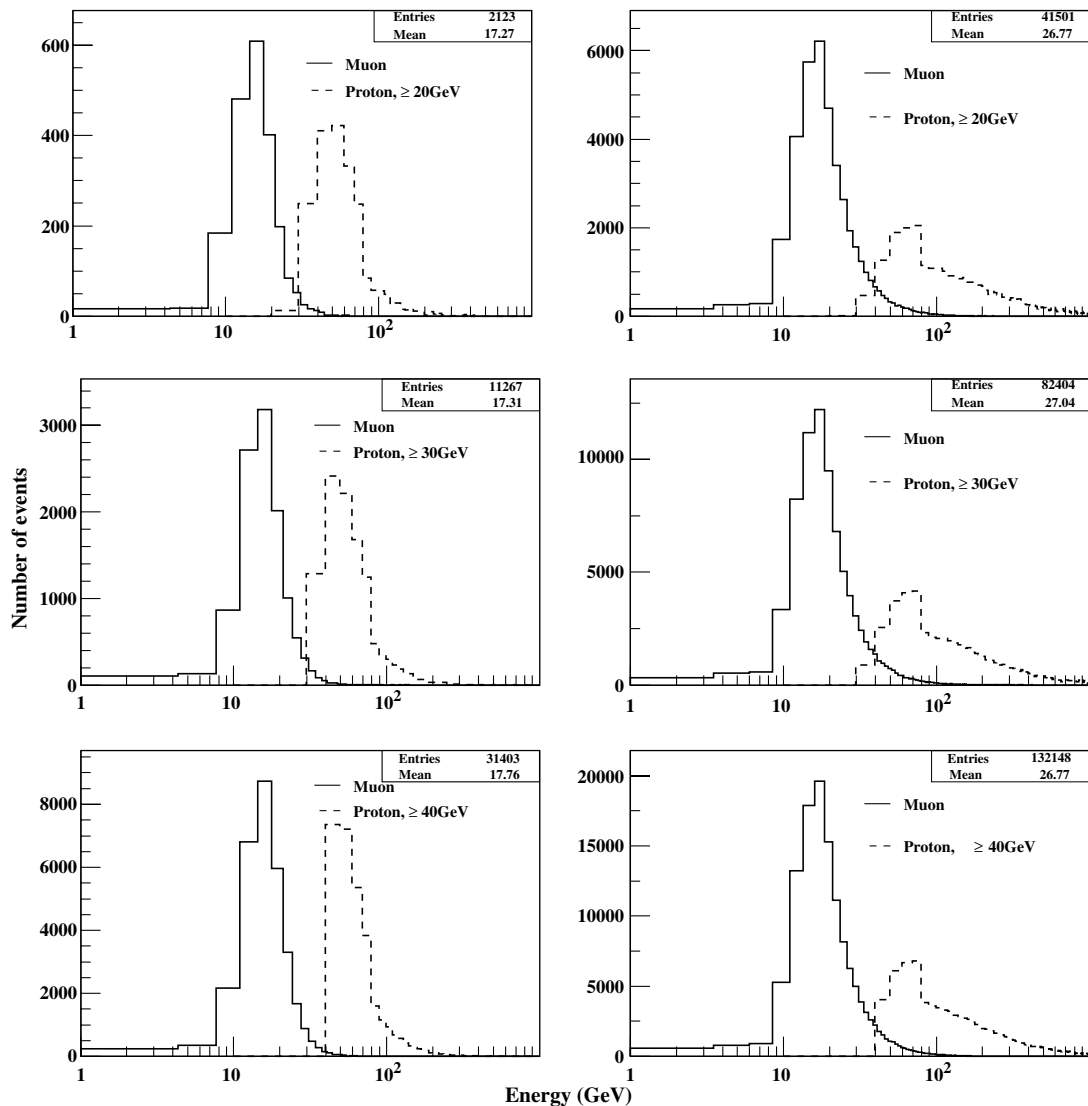 Entries 2123
Mean 17.27
Muon
Proton, ≥ 20GeV
600
400
200
0
1 10 10²
Entries 41501
Mean 26.77
Muon
Proton, ≥ 20GeV
6000
4000
2000
0
1 10 10²
Entries 11267
Mean 17.31
Muon
Proton, ≥ 30GeV
3000
2000
1000
0
1 10 10²
Entries 82404
Mean 27.04
Muon
Proton, ≥ 30GeV
10000
5000
0
1 10 10²
Number of events
Entries 31403
Mean 17.76
Muon
Proton, ≥ 40GeV
8000
6000
4000
2000
0
1 10 10²
Entries 132148
Mean 26.77
Muon
Proton, ≥ 40GeV
20000
15000
10000
5000
0
1 10 10²
Energy (GeV)